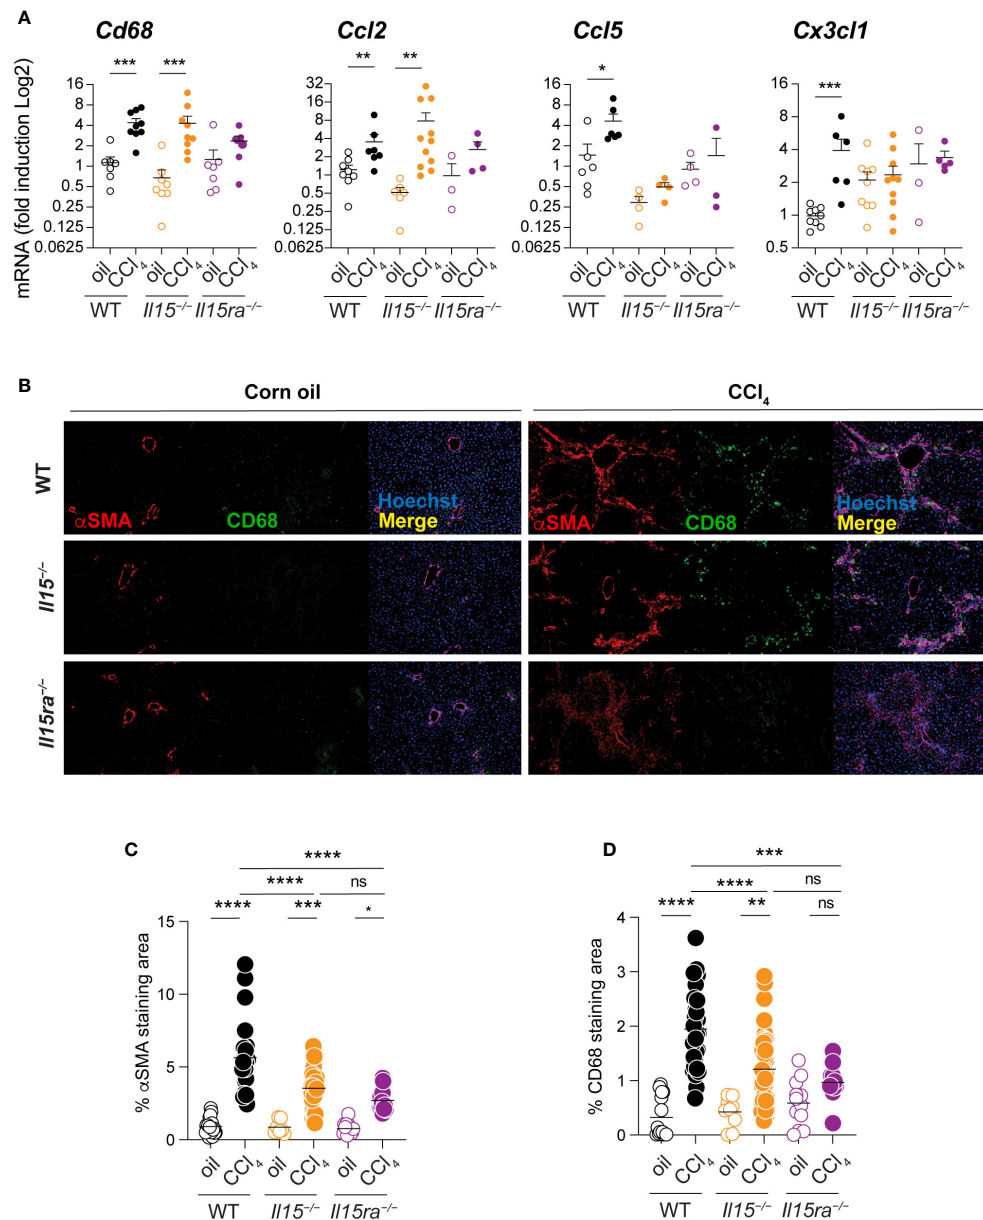 A
Cd68
Ccl2
Ccl5
Cx3cl1
mRNA (fold induction Log2)
*** ***
16
8
4
2
1
0.5
0.25
0.125
0.0625
oil CCl4 oil CCl4 oil CCl4
WT Il15−/− Il15ra−/−
** **
32
16
8
4
2
1
0.5
0.25
0.125
0.0625
oil CCl4 oil CCl4 oil CCl4
WT Il15−/− Il15ra−/−
*
16
8
4
2
1
0.5
0.25
0.125
0.0625
oil CCl4 oil CCl4 oil CCl4
WT Il15−/− Il15ra−/−
***
16
8
4
2
1
0.5
oil CCl4 oil CCl4 oil CCl4
WT Il15−/− Il15ra−/−
B
Corn oil
CCl4
WT
αSMA CD68 Hoechst
Merge
αSMA CD68 Hoechst
Merge
Il15−/−
Il15ra−/−
C
****
**** ns
**** *** *
% αSMA staining area
15
10
5
0
oil CCl4 oil CCl4 oil CCl4
WT Il15−/− Il15ra−/−
D
***
**** ns
**** ** ns
% CD68 staining area
4
3
2
1
0
oil CCl4 oil CCl4 oil CCl4
WT Il15−/− Il15ra−/−